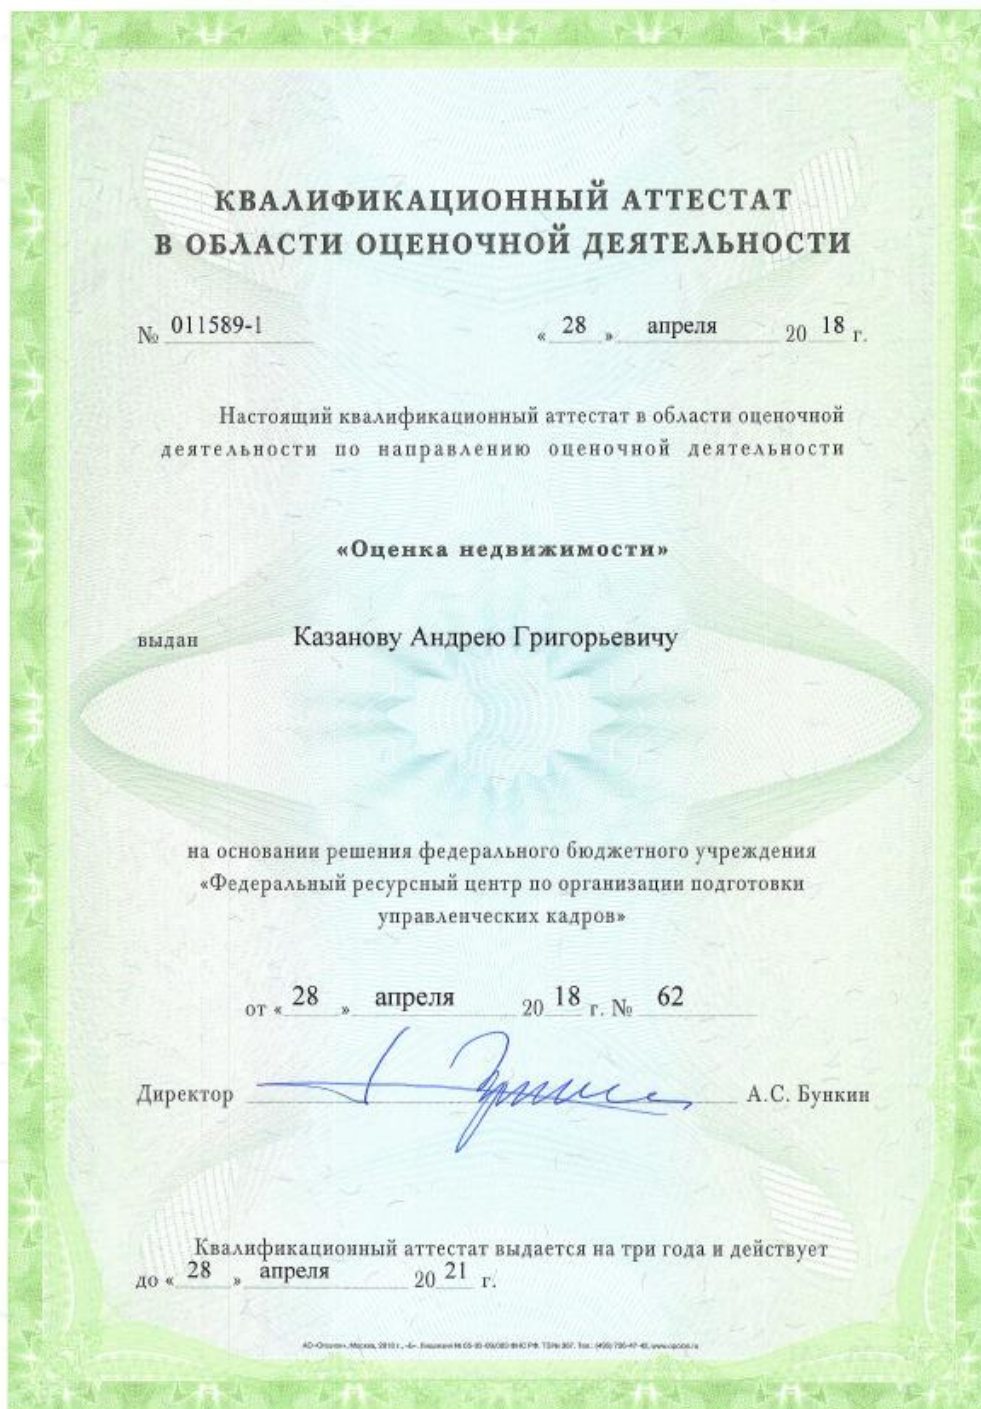 КВАЛИФИКАЦИОННЫЙ АТТЕСТАТ
В ОБЛАСТИ ОЦЕНОЧНОЙ ДЕЯТЕЛЬНОСТИ
№ 011589-1 « 28 » апреля 20 18 г.
Настоящий квалификационный аттестат в области оценочной
деятельности по направлению оценочной деятельности
«Оценка недвижимости»
выдан Казанову Андрею Григорьевичу
на основании решения федерального бюджетного учреждения
«Федеральный ресурсный центр по организации подготовки
управленческих кадров»
от « 28 » апреля 20 18 г. № 62
Директор А.С. Бункин
Квалификационный аттестат выдается на три года и действует
до « 28 » апреля 20 21 г.